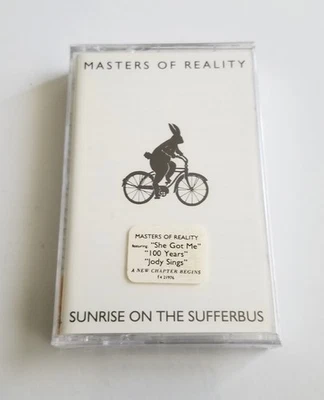 MASTERS OF REALITY
MASTERS OF REALITY
featuring "She Got Me"
"100 Years"
"Jody Sings"
A NEW CHAPTER BEGINS
SUNRISE ON THE SUFFERBUS